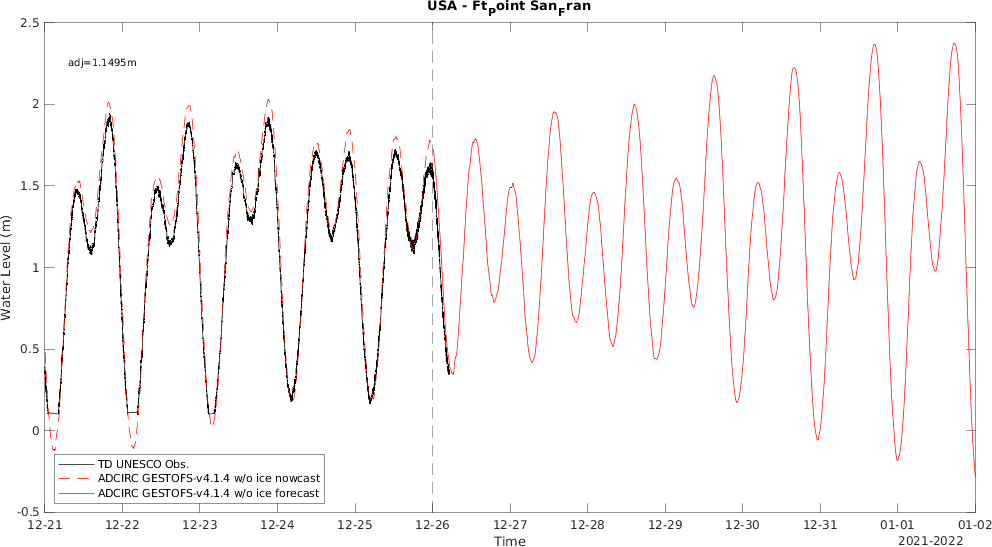 USA - Ft_Point San_Fran
2.5
adj=1.1495m
2
1.5
Water Level (m)
1
0.5
0
TD UNESCO Obs.
ADCIRC GESTOFS-v4.1.4 w/o ice nowcast
ADCIRC GESTOFS-v4.1.4 w/o ice forecast
-0.5
12-21 12-22 12-23 12-24 12-25 12-26 12-27 12-28 12-29 12-30 12-31 01-01 01-02
Time
2021-2022